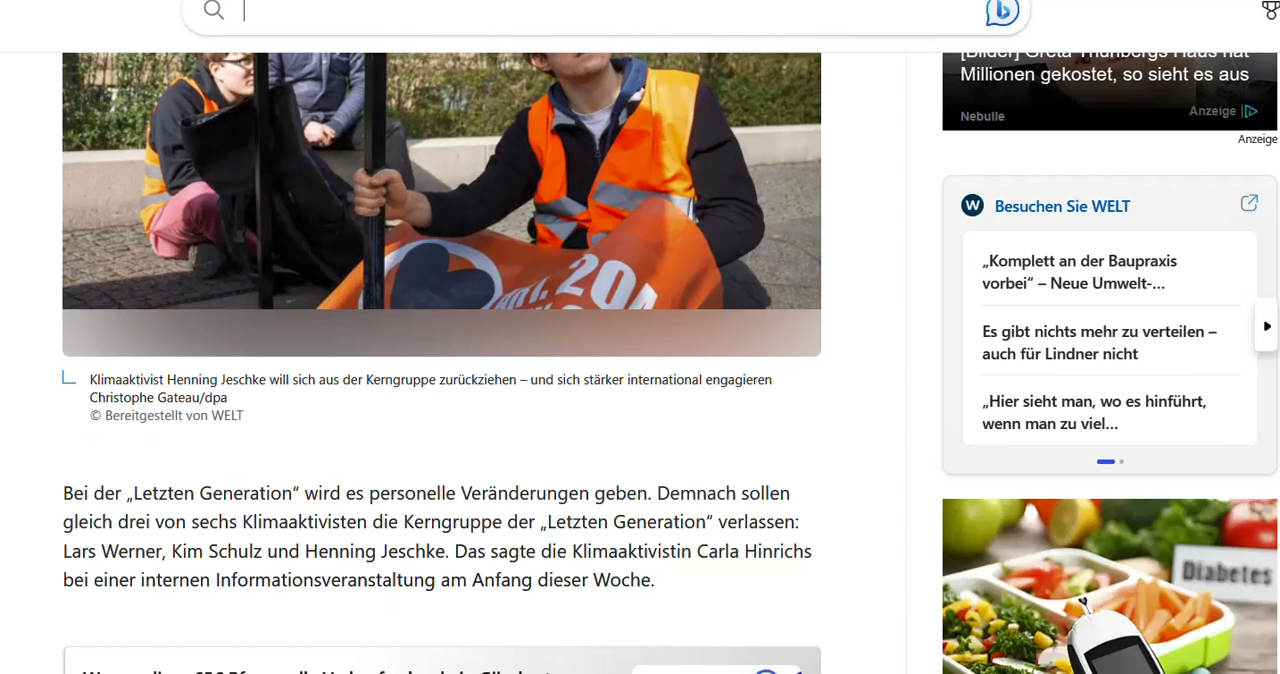 ART. 20A
Klimaaktivist Henning Jeschke will sich aus der Kerngruppe zurückziehen – und sich stärker international engagieren
Christophe Gateau/dpa
© Bereitgestellt von WELT
Bei der „Letzten Generation“ wird es personelle Veränderungen geben. Demnach sollen
gleich drei von sechs Klimaaktivisten die Kerngruppe der „Letzten Generation“ verlassen:
Lars Werner, Kim Schulz und Henning Jeschke. Das sagte die Klimaaktivistin Carla Hinrichs
bei einer internen Informationsveranstaltung am Anfang dieser Woche.
[Bilder] Greta Thunbergs Haus hat
Millionen gekostet, so sieht es aus
Nebulle
Anzeige
Anzeige
W Besuchen Sie WELT
„Komplett an der Baupraxis
vorbei“ – Neue Umwelt-...
Es gibt nichts mehr zu verteilen –
auch für Lindner nicht
„Hier sieht man, wo es hinführt,
wenn man zu viel...
Diabetes